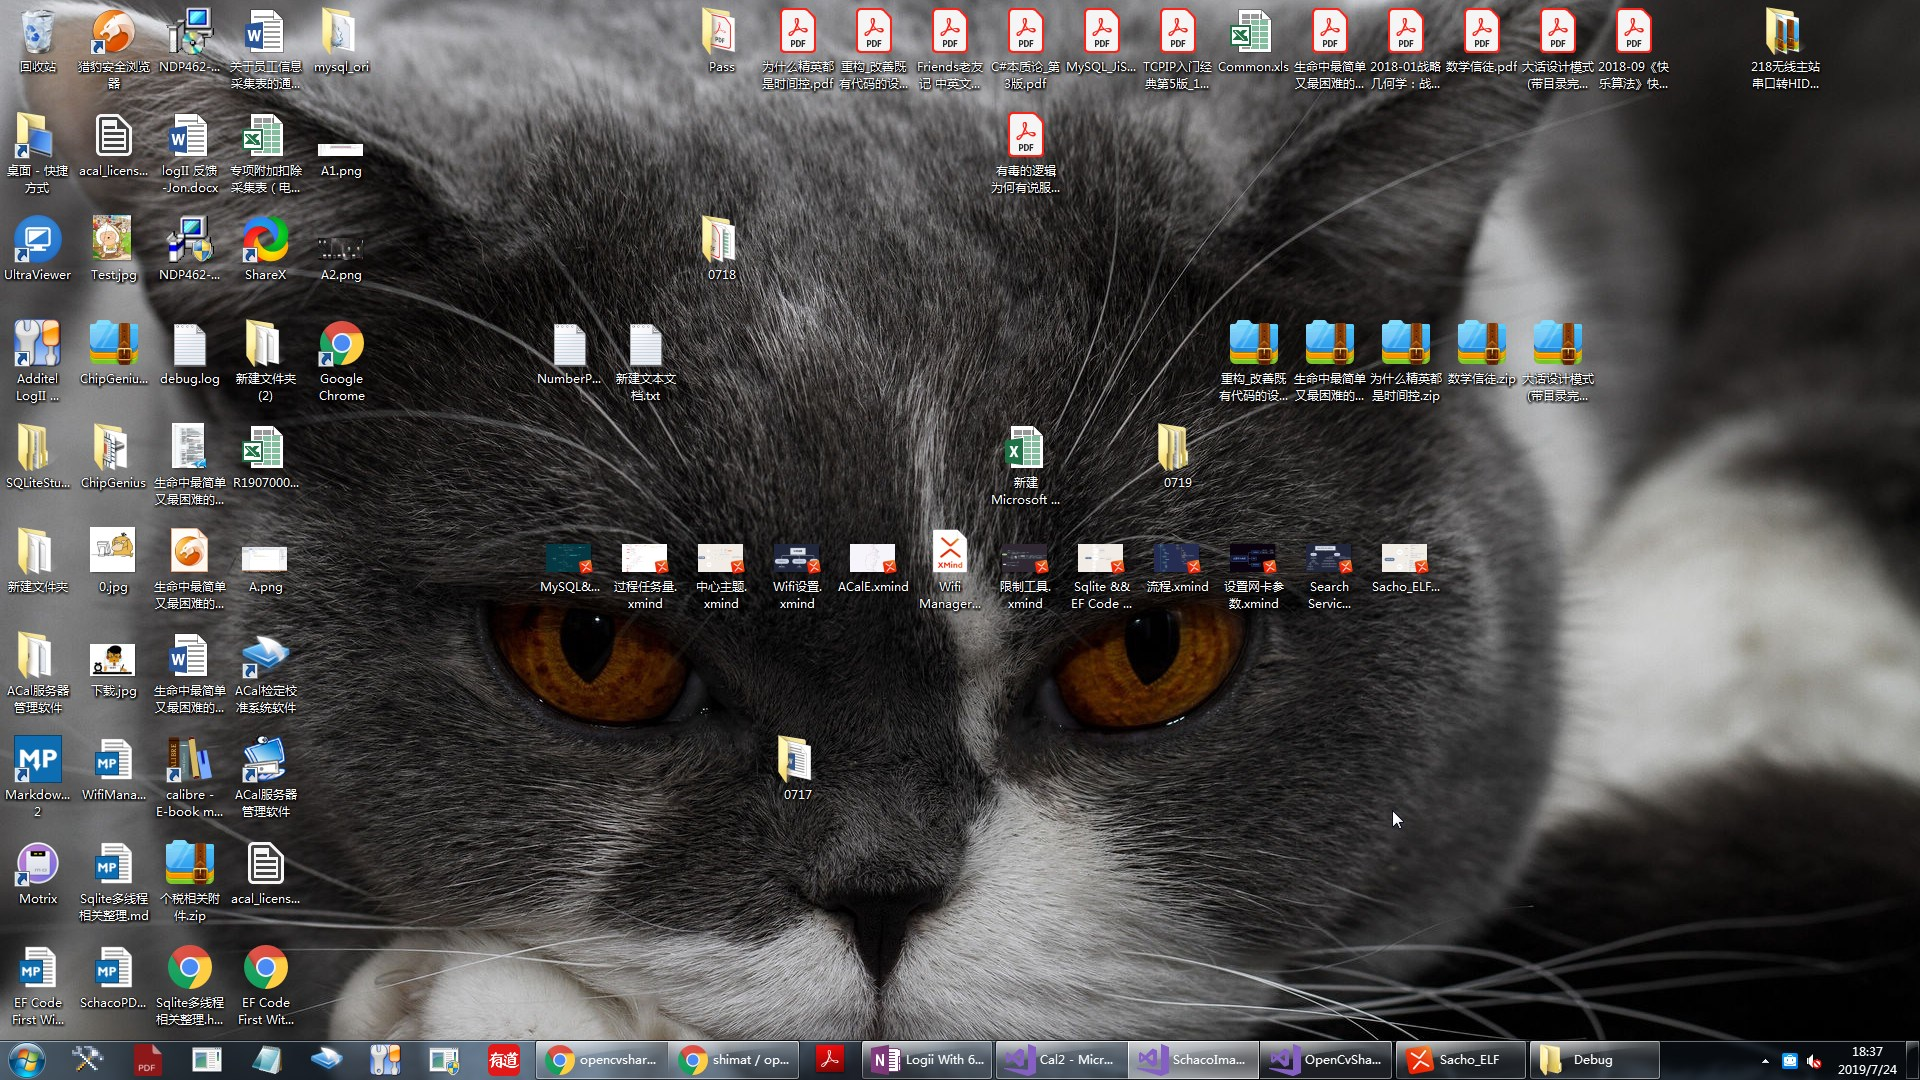 回收站
猎豹安全浏览
器
NDP462-...
关于员工信息
采集表的通...
mysql_ori
Pass
为什么精英都
是时间控.pdf
重构_改善既
有代码的设...
Friends老友
记 中英文...
C#本质论_第
3版.pdf
MySQL_JiS...
TCPIP入门经
典第5版_1...
Common.xls
生命中最简单
又最困难的...
2018-01战略
几何学：战...
数学信徒.pdf
大话设计模式
(带目录完...
2018-09《快
乐算法》快...
218无线主站
串口转HID...
桌面 - 快捷
方式
acal_licens...
logII 反馈
-Jon.docx
专项附加扣除
采集表（电...
A1.png
有毒的逻辑
为何有说服...
UltraViewer
Test.jpg
NDP462-...
ShareX
A2.png
0718
Additel
LogII ...
ChipGeniu...
debug.log
新建文件夹
(2)
Google
Chrome
NumberP...
新建文本文
档.txt
重构_改善既
有代码的设...
生命中最简单
又最困难的...
为什么精英都
是时间控.zip
数学信徒.zip
大话设计模式
(带目录完...
SQLiteStu...
ChipGenius
生命中最简单
又最困难的...
R1907000...
新建
Microsoft ...
0719
新建文件夹
0.jpg
生命中最简单
又最困难的...
A.png
MySQL&...
过程任务量.
xmind
中心主题.
xmind
Wifi设置.
xmind
ACalE.xmind
XMind
Wifi
Manager...
限制工具.
xmind
Sqlite &&
EF Code ...
流程.xmind
设置网卡参
数.xmind
Search
Servic...
Sacho_ELF...
ACal服务器
管理软件
下载.jpg
生命中最简单
又最困难的...
ACal检定校
准系统软件
Markdow...
2
WifiMana...
calibre -
E-book m...
ACal服务器
管理软件
0717
Motrix
Sqlite多线程
相关整理.md
个税相关附
件.zip
acal_licens...
EF Code
First Wi...
SchacoPD...
Sqlite多线程
相关整理.h...
EF Code
First Wit...
有道
opencvshar...
shimat / op...
Logii With 6...
Cal2 - Micr...
SchacoIma...
OpenCvSha...
Sacho_ELF
Debug
18:37
2019/7/24